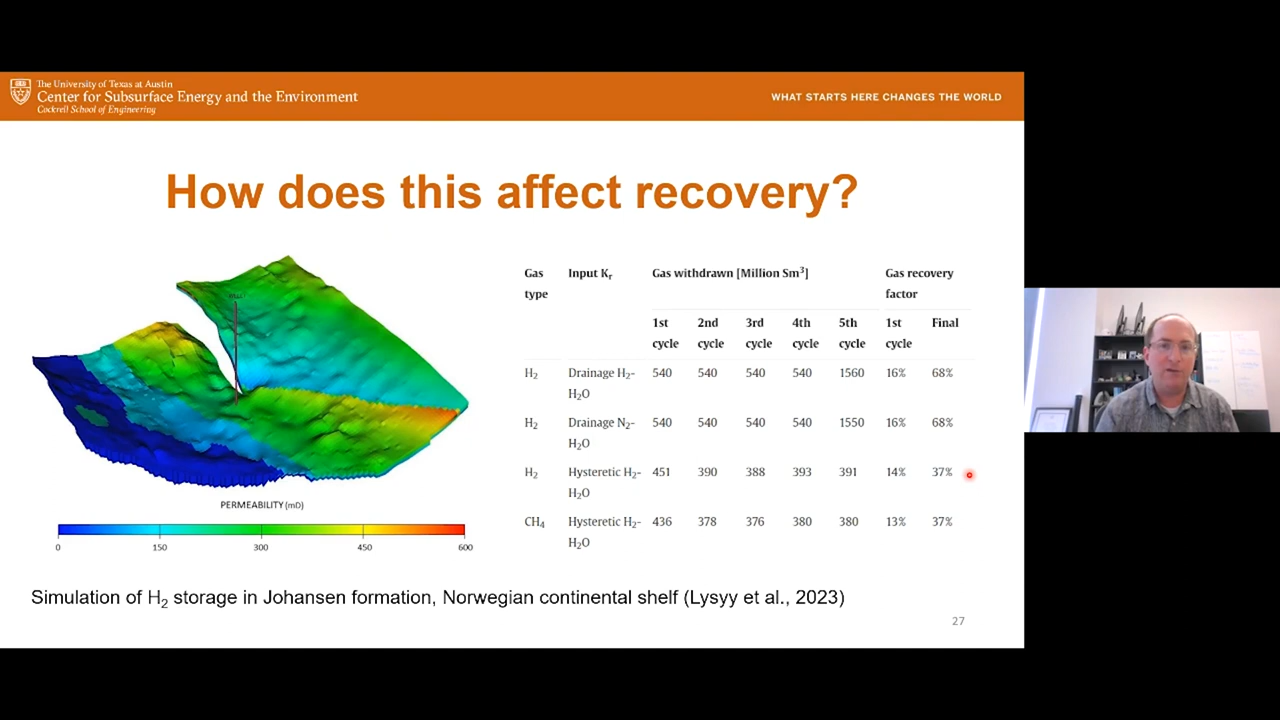 The University of Texas at Austin
Center for Subsurface Energy and the Environment
Cockrell School of Engineering
WHAT STARTS HERE CHANGES THE WORLD
How does this affect recovery?
PERMEABILITY (mD)
0 150 300 450 600
Gas type Input Kr Gas withdrawn [Million Sm3] Gas recovery factor
1st cycle 2nd cycle 3rd cycle 4th cycle 5th cycle 1st cycle Final
H2 Drainage H2-H2O 540 540 540 540 1560 16% 68%
H2 Drainage N2-H2O 540 540 540 540 1550 16% 68%
H2 Hysteretic H2-H2O 451 390 388 393 391 14% 37%
CH4 Hysteretic H2-H2O 436 378 376 380 380 13% 37%
Simulation of H2 storage in Johansen formation, Norwegian continental shelf (Lysyy et al., 2023)
27